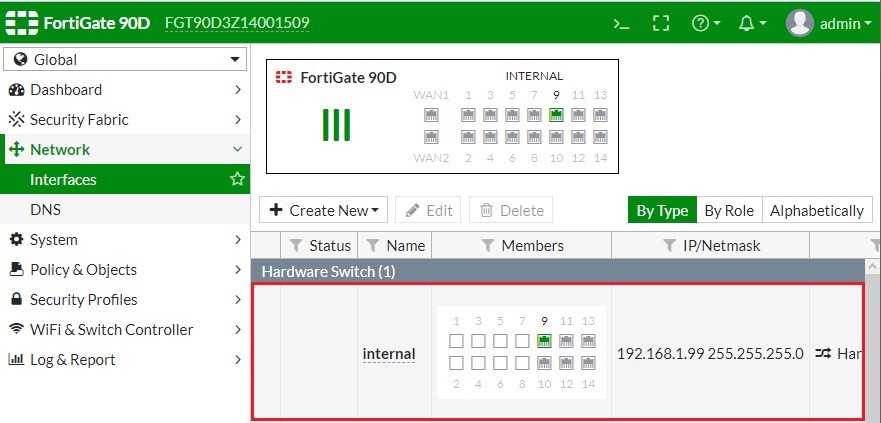 FortiGate 90D FGT90D3Z14001509 >_ admin
Global
Dashboard
Security Fabric
Network
Interfaces
DNS
System
Policy & Objects
Security Profiles
WiFi & Switch Controller
Log & Report
FortiGate 90D INTERNAL
WAN1 1 3 5 7 9 11 13
WAN2 2 4 6 8 10 12 14
Create New Edit Delete By Type By Role Alphabetically
Status Name Members IP/Netmask
Hardware Switch (1)
1 3 5 7 9 11 13
internal 192.168.1.99 255.255.255.0 Har
2 4 6 8 10 12 14